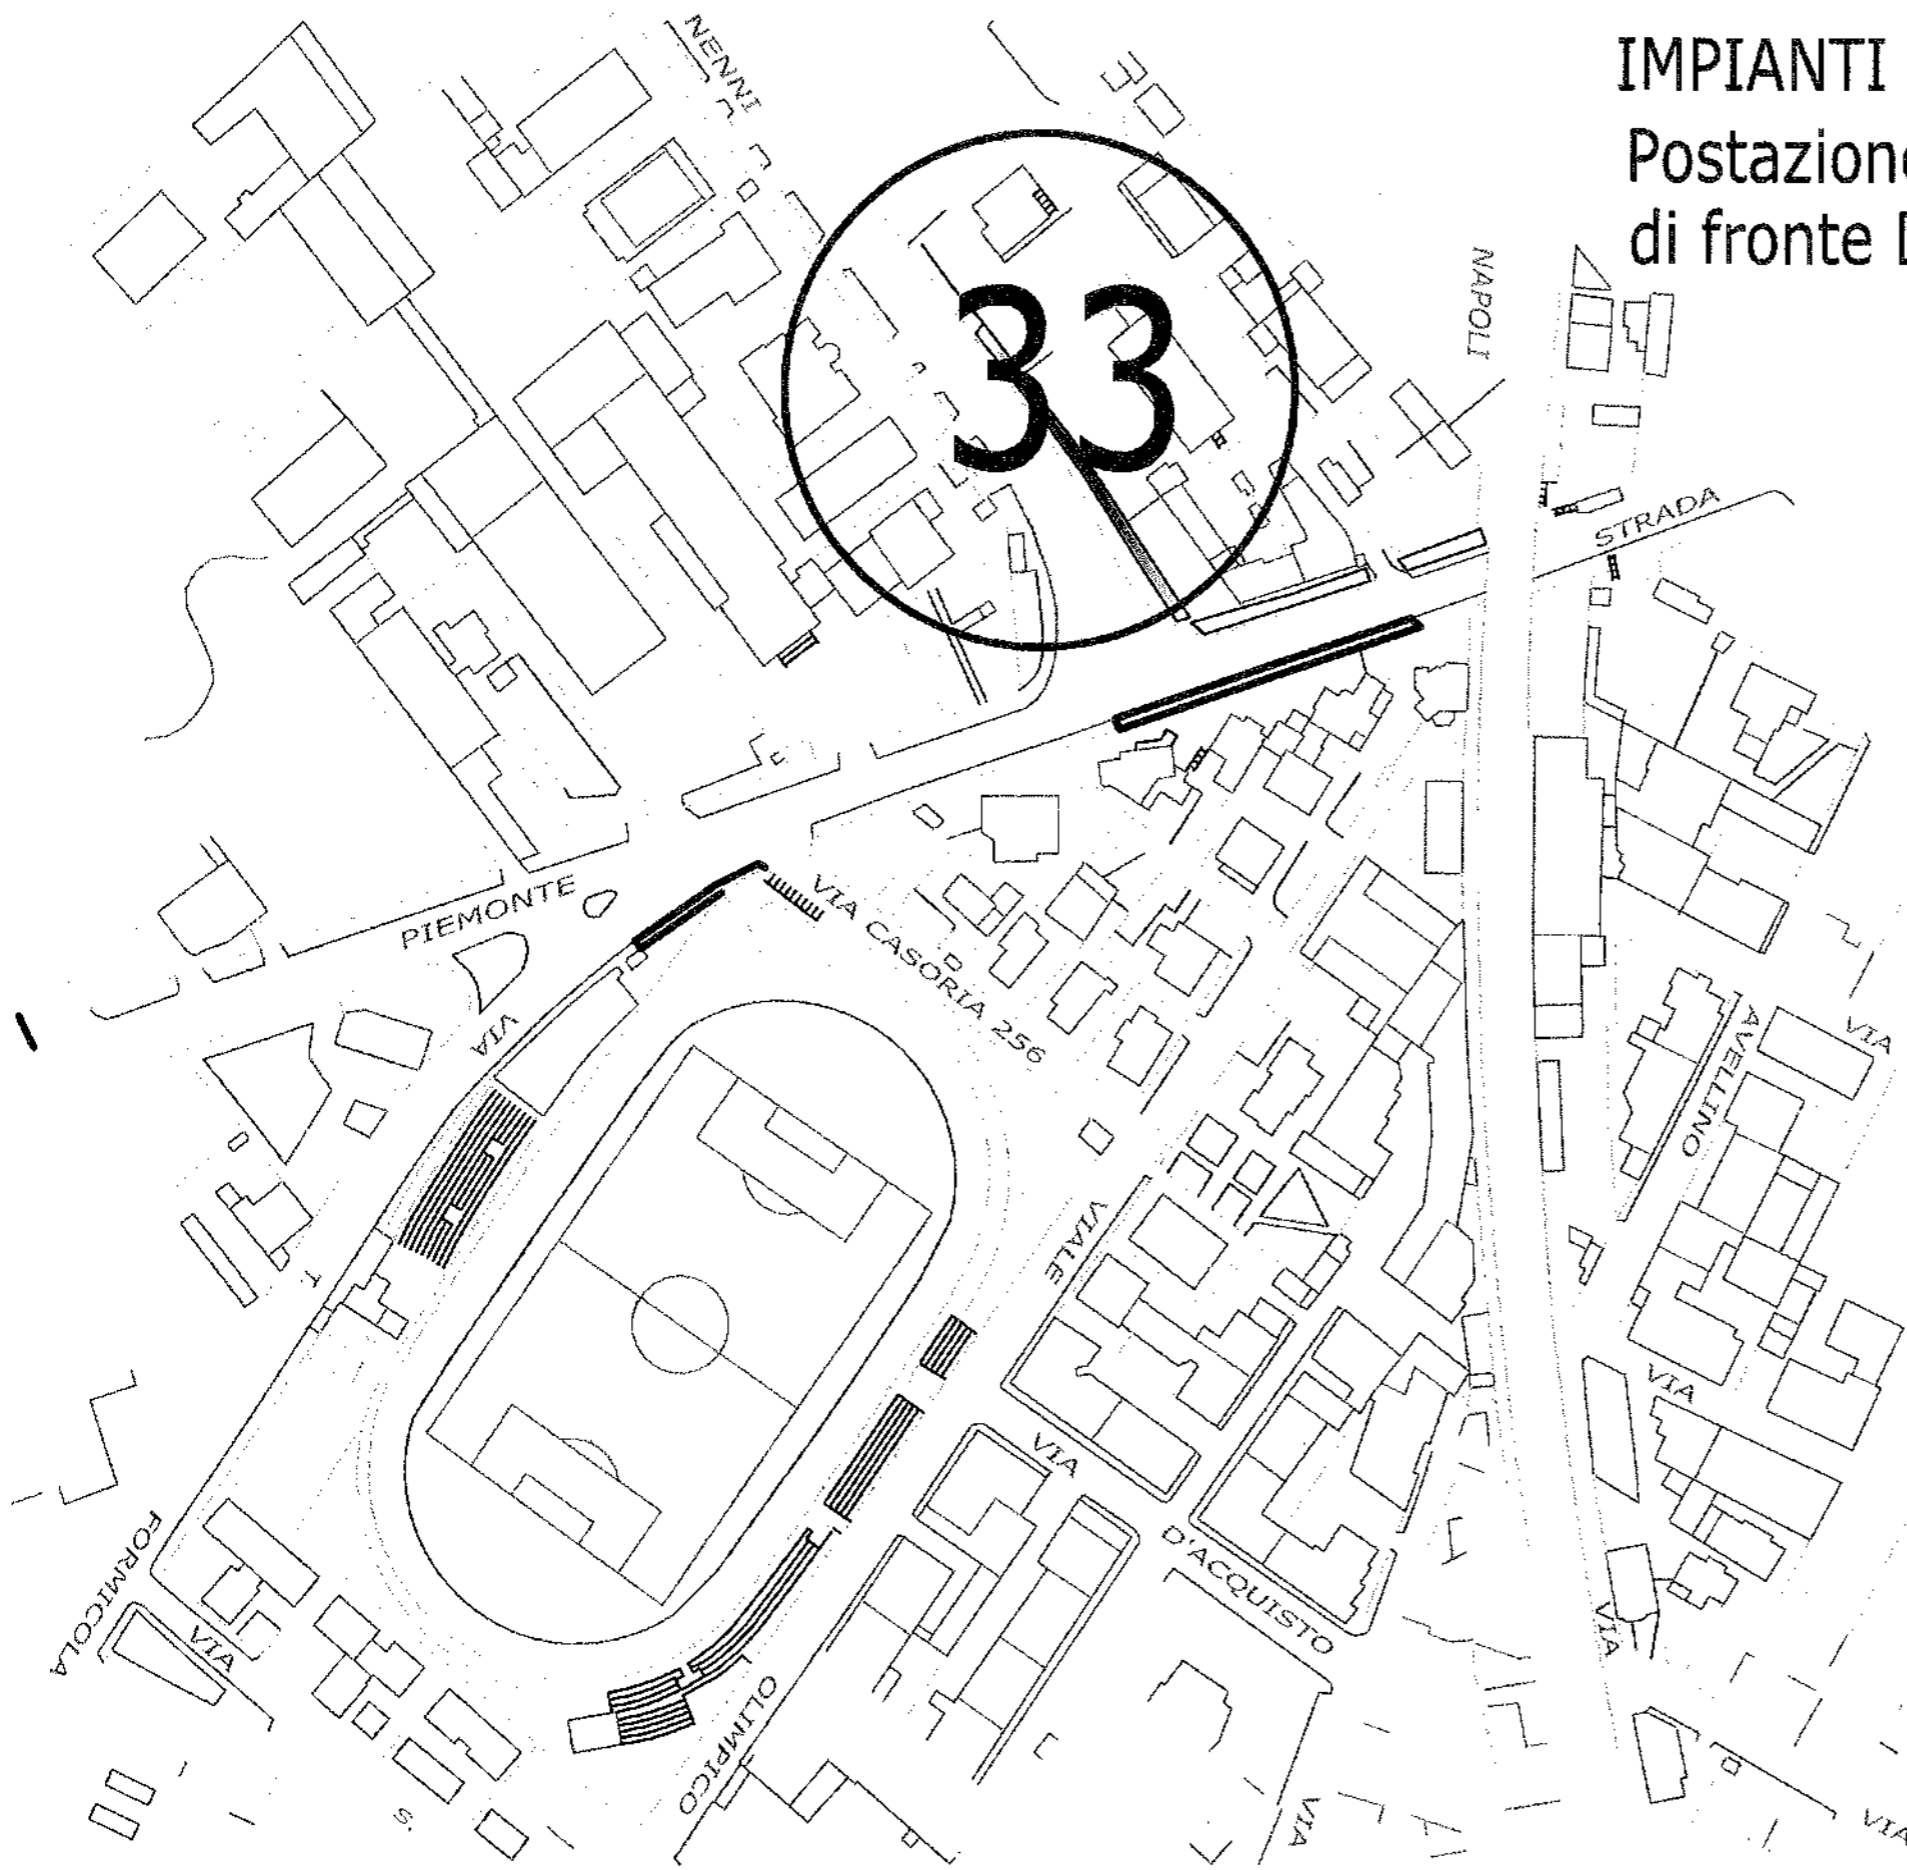 IMPIANTI
Postazione
di fronte
NENNI
33
NAPOLI
STRADA
PIEMONTE
VIA
VIA CASORIA 256
AVELLINO
VIA
VIALE
T.
VIA
VIA
D'ACQUISTO
FORMICOLA
VIA
VIA
OLIMPICO
S.
VIA
VIA